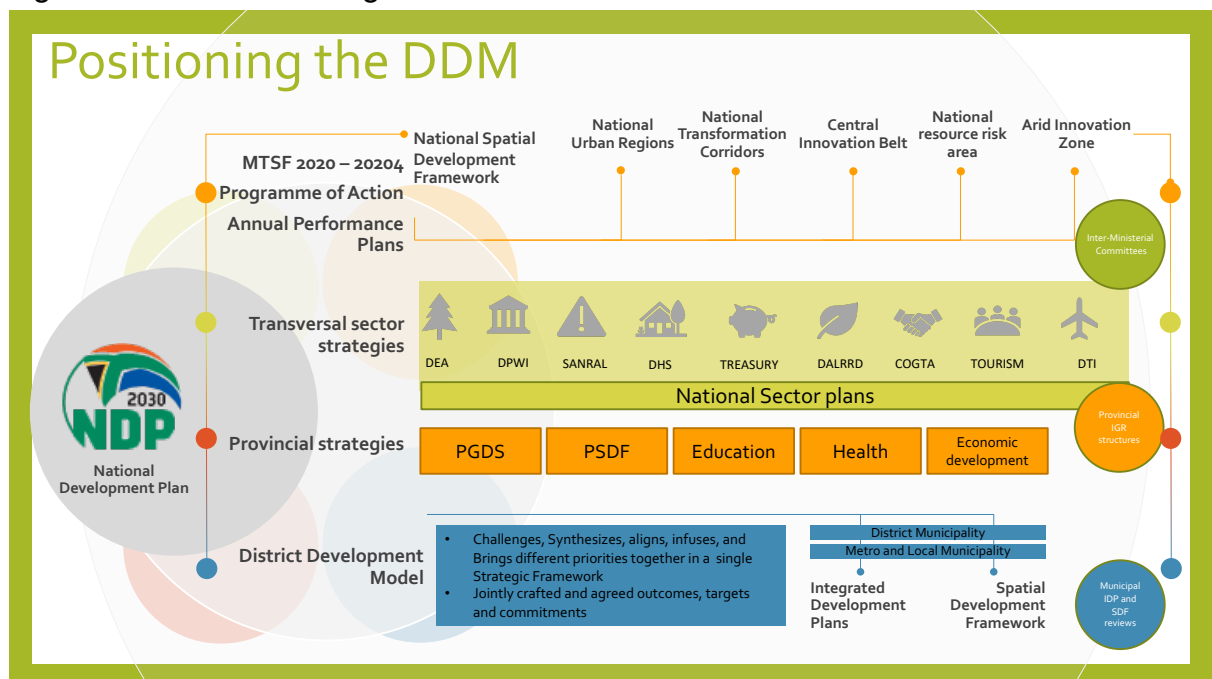 Positioning the DDM
National Spatial
Development
Framework
National
Urban Regions
National
Transformation
Corridors
Central
Innovation Belt
National
resource risk
area
Arid Innovation
Zone
MTSF 2020 – 20204
Programme of Action
Annual Performance
Plans
Inter-Ministerial
Committees
Transversal sector
strategies
DEA
DPWI
SANRAL
DHS
TREASURY
DALRRD
COGTA
TOURISM
DTI
National Sector plans
2030
NDP
National
Development Plan
Provincial strategies
PGDS
PSDF
Education
Health
Economic
development
Provincial
IGR
structures
District Development
Model
• Challenges, Synthesizes, aligns, infuses, and
Brings different priorities together in a single
Strategic Framework
• Jointly crafted and agreed outcomes, targets
and commitments
District Municipality
Metro and Local Municipality
Integrated
Development
Plans
Spatial
Development
Framework
Municipal
IDP and
SDF
reviews